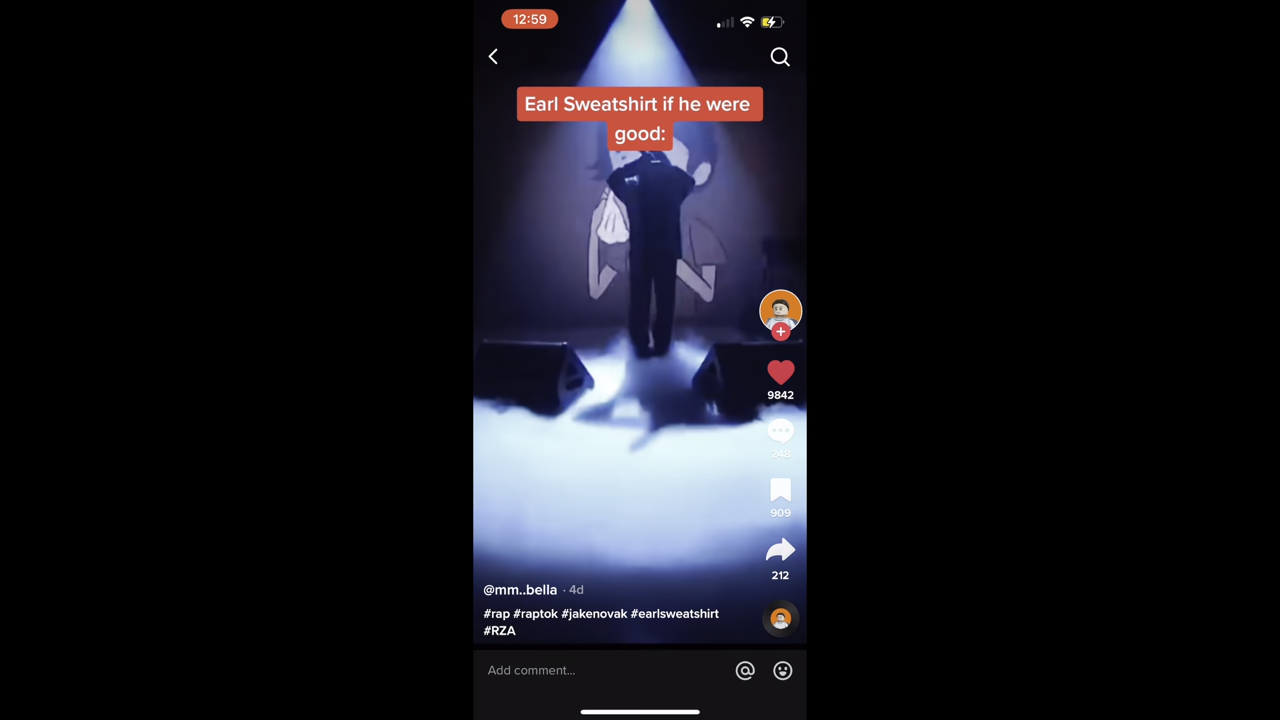 12:59
Earl Sweatshirt if he were
good:
9842
248
909
212
@mm..bella · 4d
#rap #raptok #jakenovak #earlsweatshirt
#RZA
Add comment...